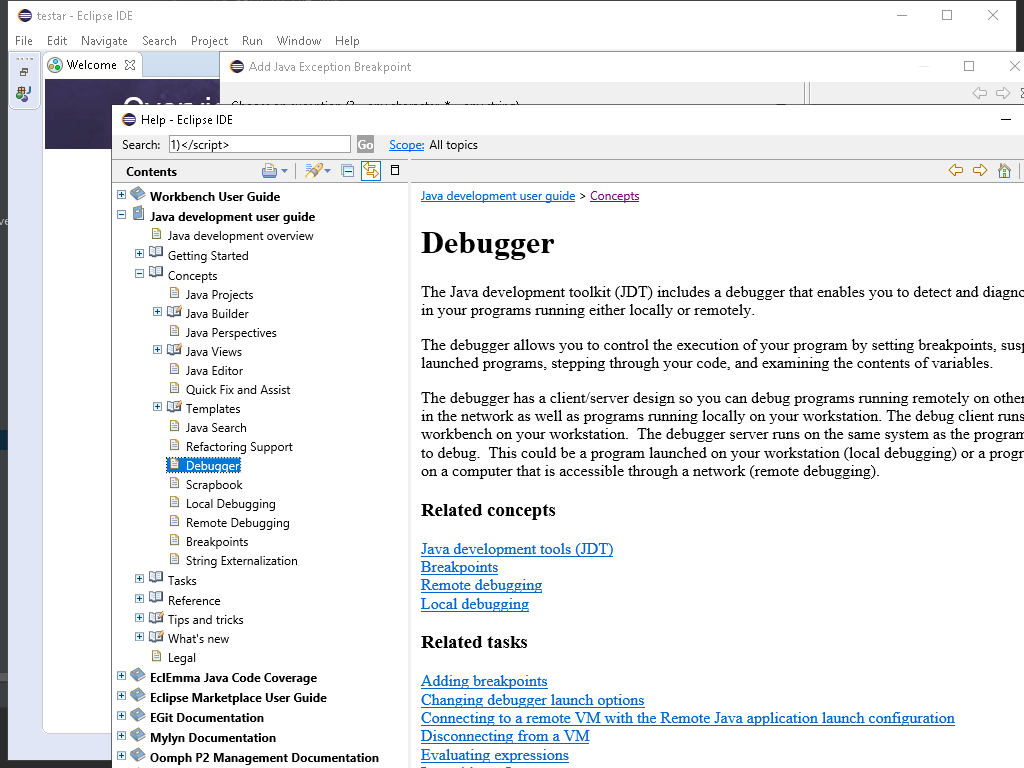 testar - Eclipse IDE
File Edit Navigate Search Project Run Window Help
Welcome
Add Java Exception Breakpoint
Help - Eclipse IDE
Search: 1)</script> Go Scope: All topics
Contents
Workbench User Guide
Java development user guide
Java development overview
Getting Started
Concepts
Java Projects
Java Builder
Java Perspectives
Java Views
Java Editor
Quick Fix and Assist
Templates
Java Search
Refactoring Support
Debugger
Scrapbook
Local Debugging
Remote Debugging
Breakpoints
String Externalization
Tasks
Reference
Tips and tricks
What's new
Legal
EclEmma Java Code Coverage
Eclipse Marketplace User Guide
EGit Documentation
Mylyn Documentation
Oomph P2 Management Documentation
Java development user guide > Concepts
Debugger
The Java development toolkit (JDT) includes a debugger that enables you to detect and diagno
in your programs running either locally or remotely.
The debugger allows you to control the execution of your program by setting breakpoints, susp
launched programs, stepping through your code, and examining the contents of variables.
The debugger has a client/server design so you can debug programs running remotely on other
in the network as well as programs running locally on your workstation. The debug client runs
workbench on your workstation. The debugger server runs on the same system as the program
to debug. This could be a program launched on your workstation (local debugging) or a progr
on a computer that is accessible through a network (remote debugging).
Related concepts
Java development tools (JDT)
Breakpoints
Remote debugging
Local debugging
Related tasks
Adding breakpoints
Changing debugger launch options
Connecting to a remote VM with the Remote Java application launch configuration
Disconnecting from a VM
Evaluating expressions